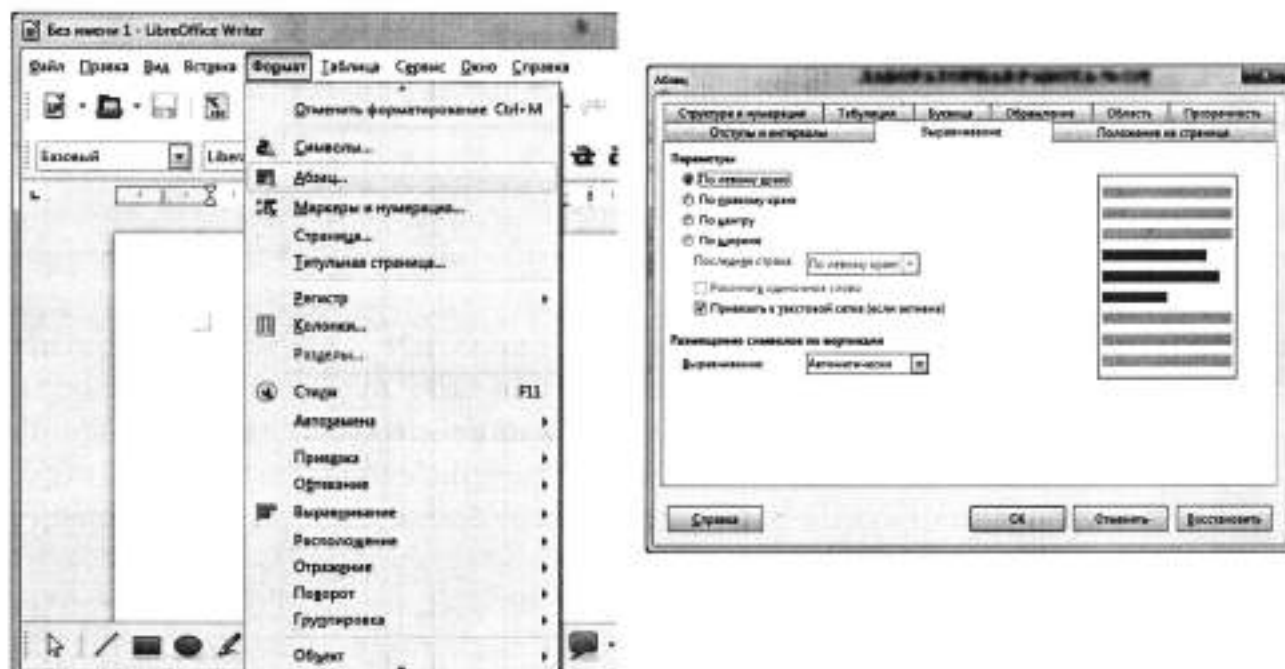 Без имени 1 - LibreOffice Writer
Файл Правка Вид Вставка Формат Таблица Сервис Окно Справка
Отменить форматирование Ctrl+M
Базовый
Liber
Символы...
Абзац...
Маркеры и нумерация...
Страница...
Титульная страница...
Регистр
Колонки...
Разделы...
Стили F11
Автозамена
Привязка
Обтекание
Выравнивание
Расположение
Отражение
Поворот
Группировка
Объект
Абзац
Структура и нумерация Табуляция Буквица Обрамление Область Прозрачность
Отступы и интервалы Выравнивание Положение на странице
Параметры
По левому краю
По правому краю
По центру
По ширине
Последняя строка: По левому краю
Растянуть одиночное слово
Привязать к текстовой сетке (если активна)
Размещение символов по вертикали
Выравнивание: Автоматически
Справка ОК Отменить Восстановить